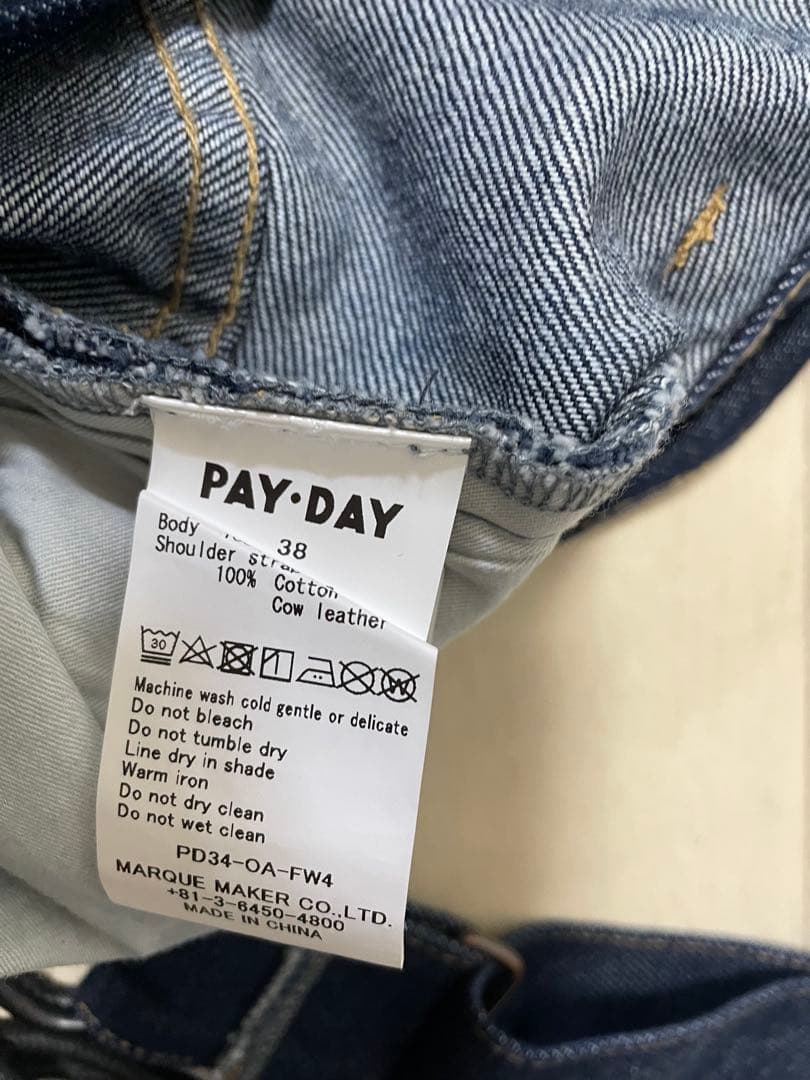 PAY·DAY
38
Body
Shoulder
100% Cotton
Cow leather
30
W
Machine wash cold gentle or delicate
Do not bleach
Do not tumble dry
Line dry in shade
Warm iron
Do not dry clean
Do not wet clean
PD34-OA-FW4
MARQUE MAKER CO.,LTD.
+81-3-6450-4800
MADE IN CHINA